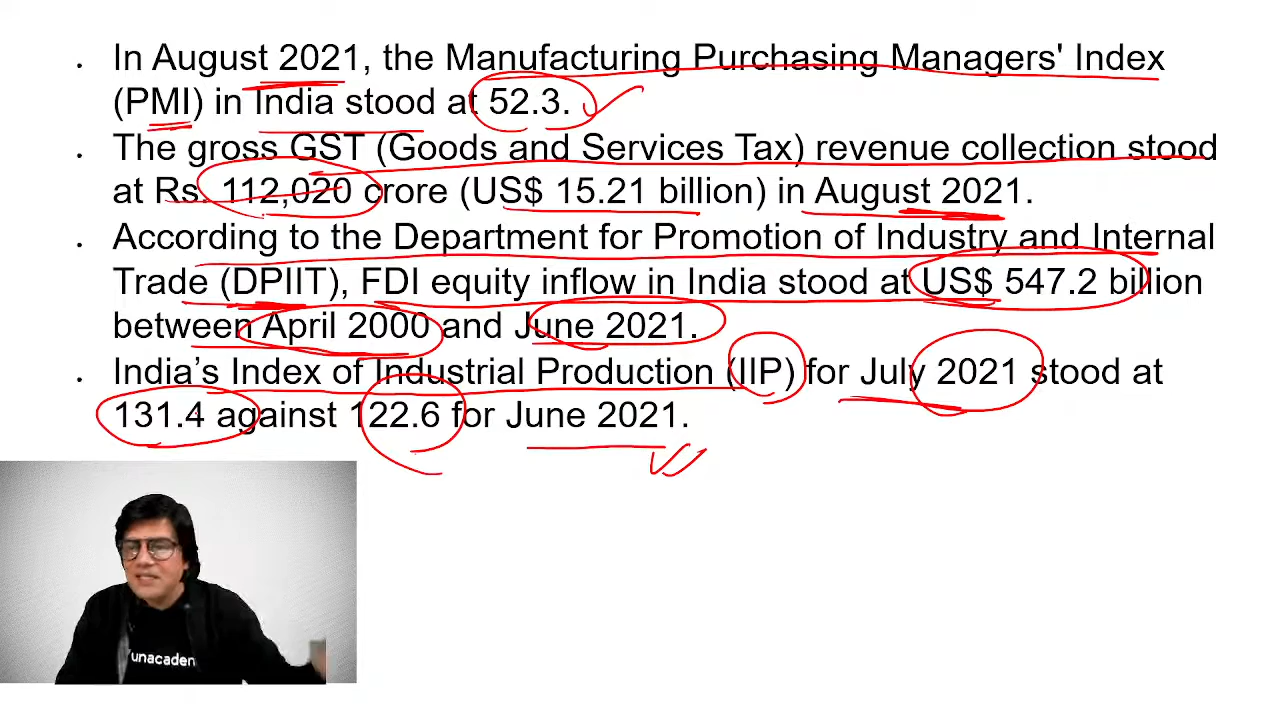 • In August 2021, the Manufacturing Purchasing Managers' Index
(PMI) in India stood at 52.3.
• The gross GST (Goods and Services Tax) revenue collection stood
at Rs. 112,020 crore (US$ 15.21 billion) in August 2021.
• According to the Department for Promotion of Industry and Internal
Trade (DPIIT), FDI equity inflow in India stood at US$ 547.2 billion
between April 2000 and June 2021.
• India’s Index of Industrial Production (IIP) for July 2021 stood at
131.4 against 122.6 for June 2021.
unacaden